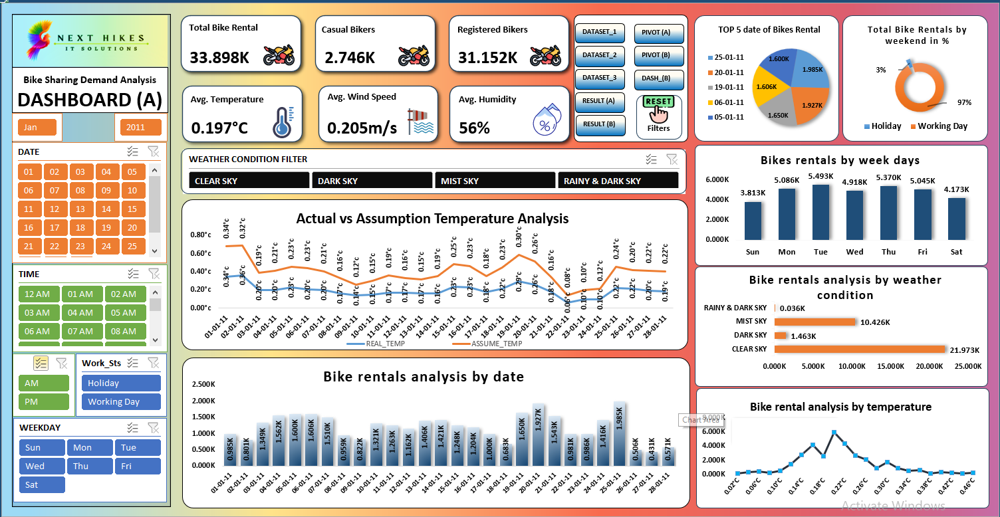 NEXT HIKES
IT SOLUTIONS
Bike Sharing Demand Analysis
DASHBOARD (A)
Jan
2011
DATE
01 02 03 04 05
06 07 08 09 10
11 12 13 14 15
16 17 18 19 20
21 22 23 24 25
TIME
12 AM 01 AM 02 AM
03 AM 04 AM 05 AM
06 AM 07 AM 08 AM
AM
PM
Work_Sts
Holiday
Working Day
WEEKDAY
Sun Mon Tue
Wed Thu Fri
Sat
Total Bike Rental
33.898K
Casual Bikers
2.746K
Registered Bikers
31.152K
Avg. Temperature
0.197°C
Avg. Wind Speed
0.205m/s
Avg. Humidity
56%
DATASET_1 PIVOT (A)
DATASET_2 PIVOT (B)
DATASET_3 DASH_(B)
RESULT (A)
RESULT (B)
RESET
Filters
WEATHER CONDITION FILTER
CLEAR SKY DARK SKY MIST SKY RAINY & DARK SKY
Actual vs Assumption Temperature Analysis
0.80°c
0.60°c
0.40°c
0.20°c
0.00°c
0.34°c 0.32°c 0.19°c 0.21°c 0.23°c 0.23°c 0.21°c 0.16°c 0.12°c 0.15°c 0.19°c 0.16°c 0.15°c 0.19°c 0.25°c 0.23°c 0.18°c 0.23°c 0.30°c 0.26°c 0.16°c 0.08°c 0.10°c 0.12°c 0.24°c 0.20°c 0.22°c 0.22°c
0.34°c 0.36°c 0.20°c 0.20°c 0.23°c 0.20°c 0.20°c 0.17°c 0.14°c 0.15°c 0.17°c 0.17°c 0.17°c 0.16°c 0.23°c 0.23°c 0.18°c 0.22°c 0.29°c 0.26°c 0.18°c 0.06°c 0.10°c 0.10°c 0.22°c 0.22°c 0.20°c 0.19°c
01-01-11 02-01-11 03-01-11 04-01-11 05-01-11 06-01-11 07-01-11 08-01-11 09-01-11 10-01-11 11-01-11 12-01-11 13-01-11 14-01-11 15-01-11 16-01-11 17-01-11 18-01-11 19-01-11 20-01-11 21-01-11 22-01-11 23-01-11 24-01-11 25-01-11 26-01-11 27-01-11 28-01-11
REAL_TEMP ASSUME_TEMP
Bike rentals analysis by date
2.500K
2.000K
1.500K
1.000K
0.500K
0.000K
0.985K 0.801K 1.349K 1.562K 1.600K 1.606K 1.510K 0.959K 0.822K 1.321K 1.263K 1.162K 1.406K 1.421K 1.248K 1.204K 1.000K 0.683K 1.650K 1.927K 1.543K 0.981K 0.986K 1.416K 1.985K 0.506K 0.431K 0.571K
01-01-11 02-01-11 03-01-11 04-01-11 05-01-11 06-01-11 07-01-11 08-01-11 09-01-11 10-01-11 11-01-11 12-01-11 13-01-11 14-01-11 15-01-11 16-01-11 17-01-11 18-01-11 19-01-11 20-01-11 21-01-11 22-01-11 23-01-11 24-01-11 25-01-11 26-01-11 27-01-11 28-01-11
TOP 5 date of Bikes Rental
25-01-11
20-01-11
19-01-11
06-01-11
05-01-11
1.600K
1.985K
1.606K
1.927K
1.650K
Total Bike Rentals by
weekend in %
3%
97%
Holiday Working Day
Bikes rentals by week days
6.000K
4.000K
2.000K
0.000K
3.813K 5.086K 5.493K 4.918K 5.370K 5.045K 4.173K
Sun Mon Tue Wed Thu Fri Sat
Bike rentals analysis by weather
condition
RAINY & DARK SKY 0.036K
MIST SKY 10.426K
DARK SKY 1.463K
CLEAR SKY 21.973K
0.000K 5.000K 10.000K 15.000K 20.000K 25.000K
Bike rental analysis by temperature
Chart Area
8.000K
6.000K
4.000K
2.000K
0.000K
0.02°C 0.06°C 0.10°C 0.14°C 0.18°C 0.22°C 0.26°C 0.30°C 0.34°C 0.38°C 0.42°C 0.46°C
Activate Windows